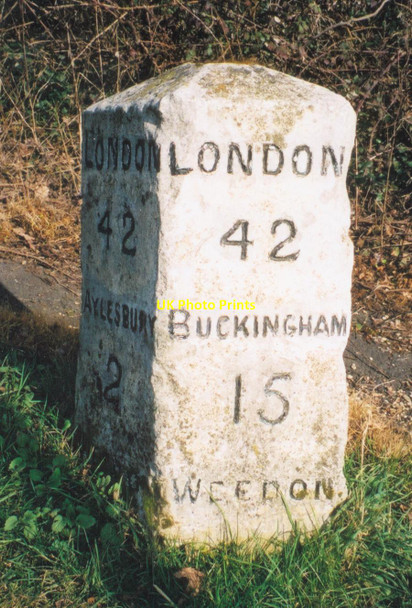 LONDON
42
AYLESBURY
2
LONDON
42
BUCKINGHAM
15
WEEDON.
UK Photo Prints